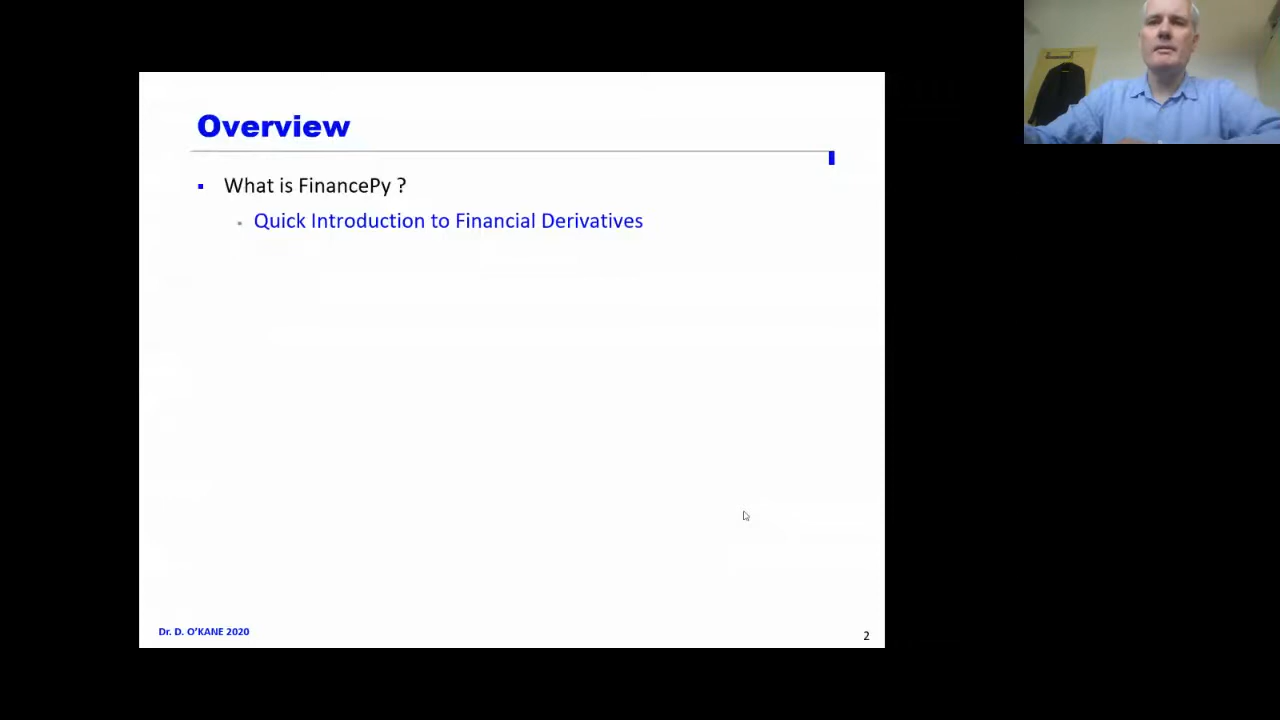 Overview
What is FinancePy ?
Quick Introduction to Financial Derivatives
Dr. D. O'KANE 2020
2